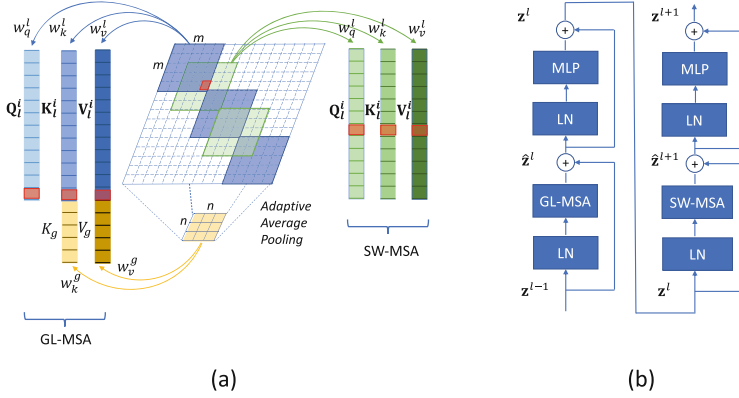 w_q^l w_k^l w_v^l
m
m
Q_l^i K_l^i V_l^i
K_g V_g
w_k^g w_v^g
GL-MSA
n
n
Adaptive
Average
Pooling
w_q^l w_k^l w_v^l
Q_l^i K_l^i V_l^i
SW-MSA
(a)
z^l
+
MLP
LN
ẑ^l
+
GL-MSA
LN
z^{l-1}
z^{l+1}
+
MLP
LN
ẑ^{l+1}
+
SW-MSA
LN
z^l
(b)